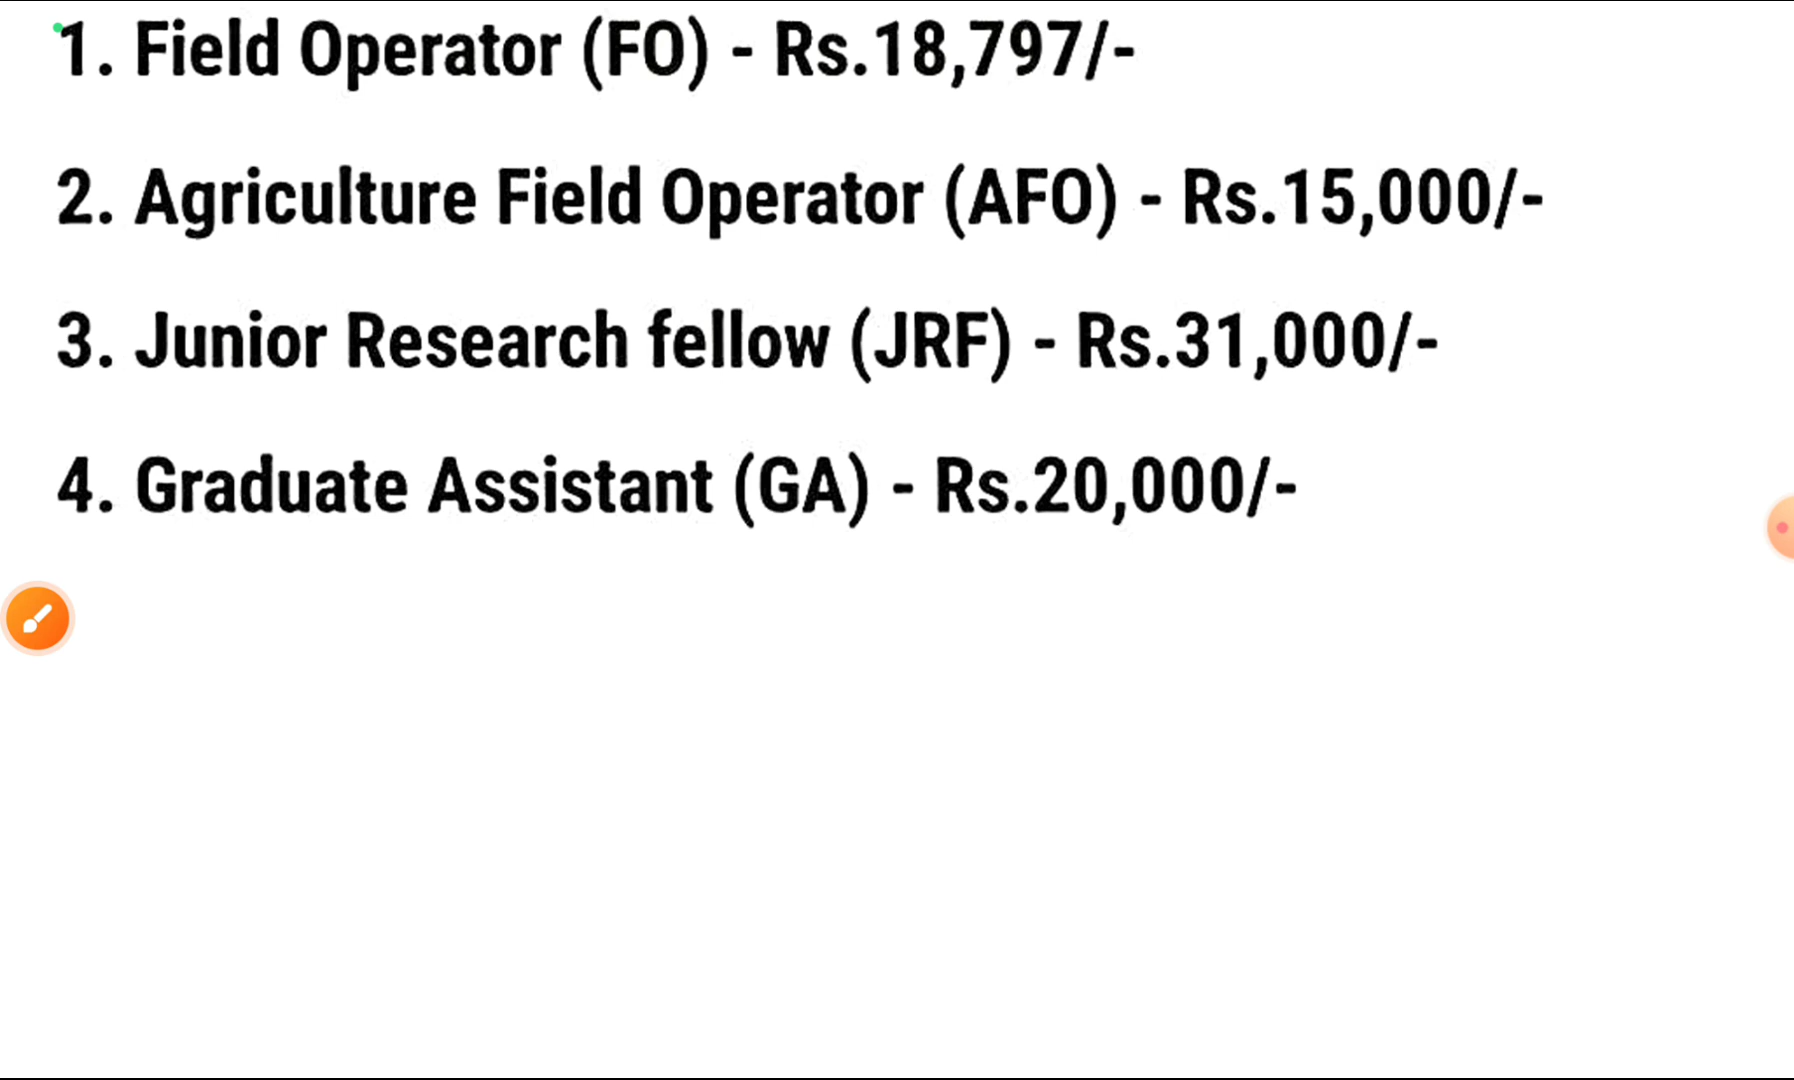 1. Field Operator (FO) - Rs.18,797/-
2. Agriculture Field Operator (AFO) - Rs.15,000/-
3. Junior Research fellow (JRF) - Rs.31,000/-
4. Graduate Assistant (GA) - Rs.20,000/-